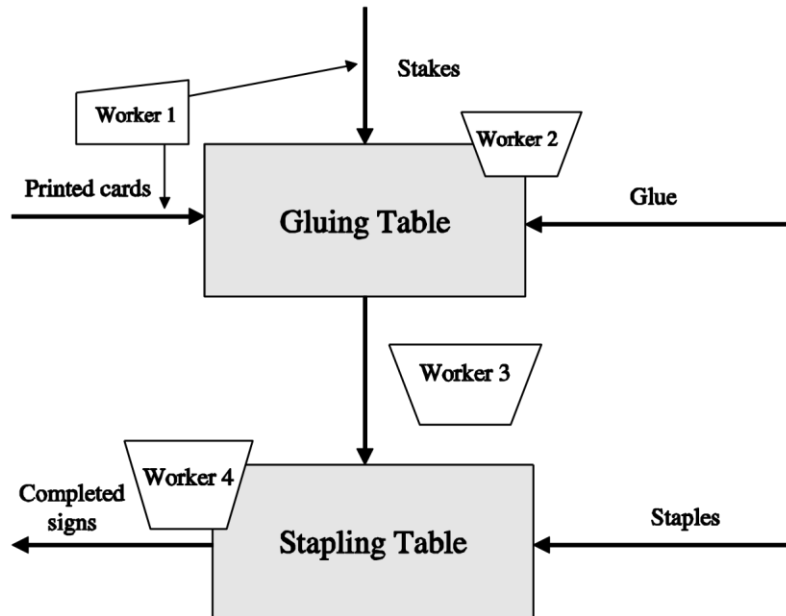 Stakes
Worker 1
Worker 2
Printed cards
Glue
Gluing Table
Worker 3
Worker 4
Completed
signs
Staples
Stapling Table